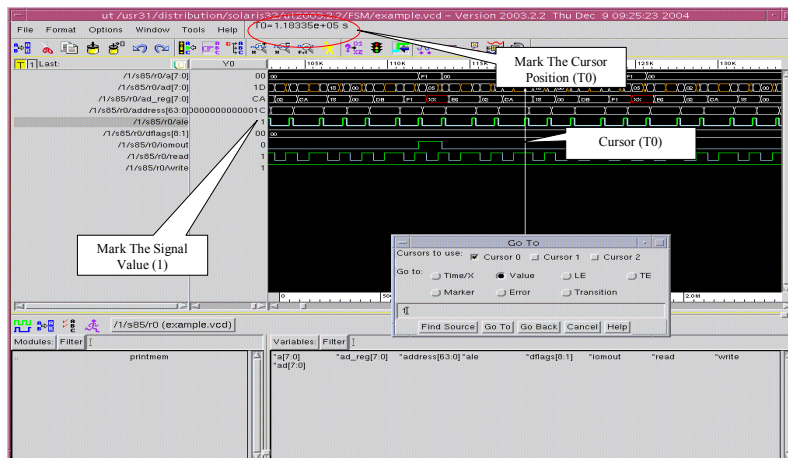 ut /usr31/distribution/solaris32/ut2003.2.2/FSM/example.vcd - Version 2003.2.2 Thu Dec 9 09:25:23 2004
File Format Options Window Tools Help T0=1.18335e+05 s
Mark The Cursor
Position (T0)
T 1 Last: Y0 105K 110K 115K 125K 130K
/1/s85/r0/a[7:0] 00
/1/s85/r0/ad[7:0] 1D
/1/s85/r0/ad_reg[7:0] CA
/1/s85/r0/address[63:0]
/1/s85/r0/ale 1
/1/s85/r0/dflags[8:1] 00
/1/s85/r0/iomout 0
/1/s85/r0/read 1
/1/s85/r0/write 1
Cursor (T0)
Mark The Signal
Value (1)
Go To
Cursors to use: Cursor 0 Cursor 1 Cursor 2
Go to: Time/X Value LE TE
Marker Error Transition
1
Find Source Go To Go Back Cancel Help
0 2.0M
/1/s85/r0 (example.vcd)
Modules: Filter Variables: Filter
.. printmem
"a[7:0] "ad_reg[7:0] "address[63:0] "ale "dflags[8:1] "iomout "read "write
"ad[7:0]